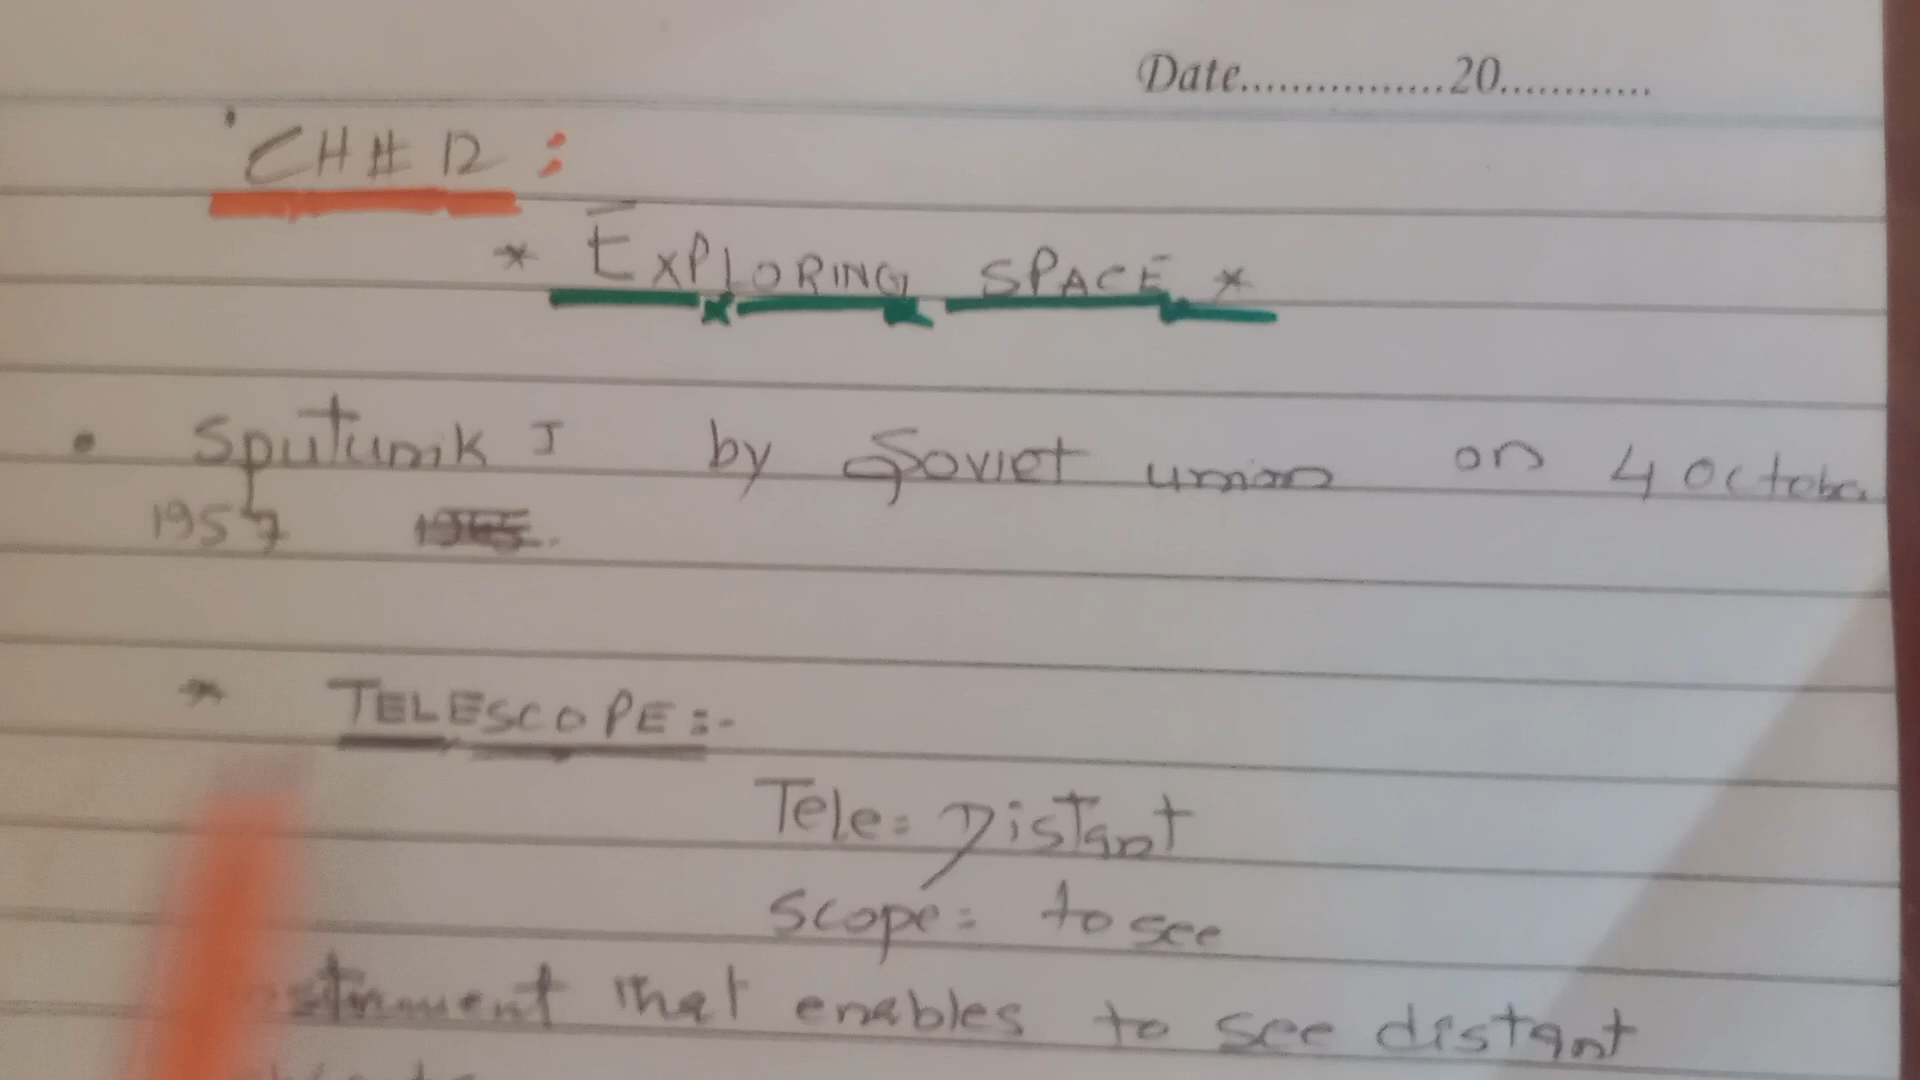 Date................20............
CH# 12 :
* EXPLORING SPACE *
• Sputunik I by Soviet union on 4 October
1957
* TELESCOPE :-
Tele = Distant
Scope = to see
that enables to see distant